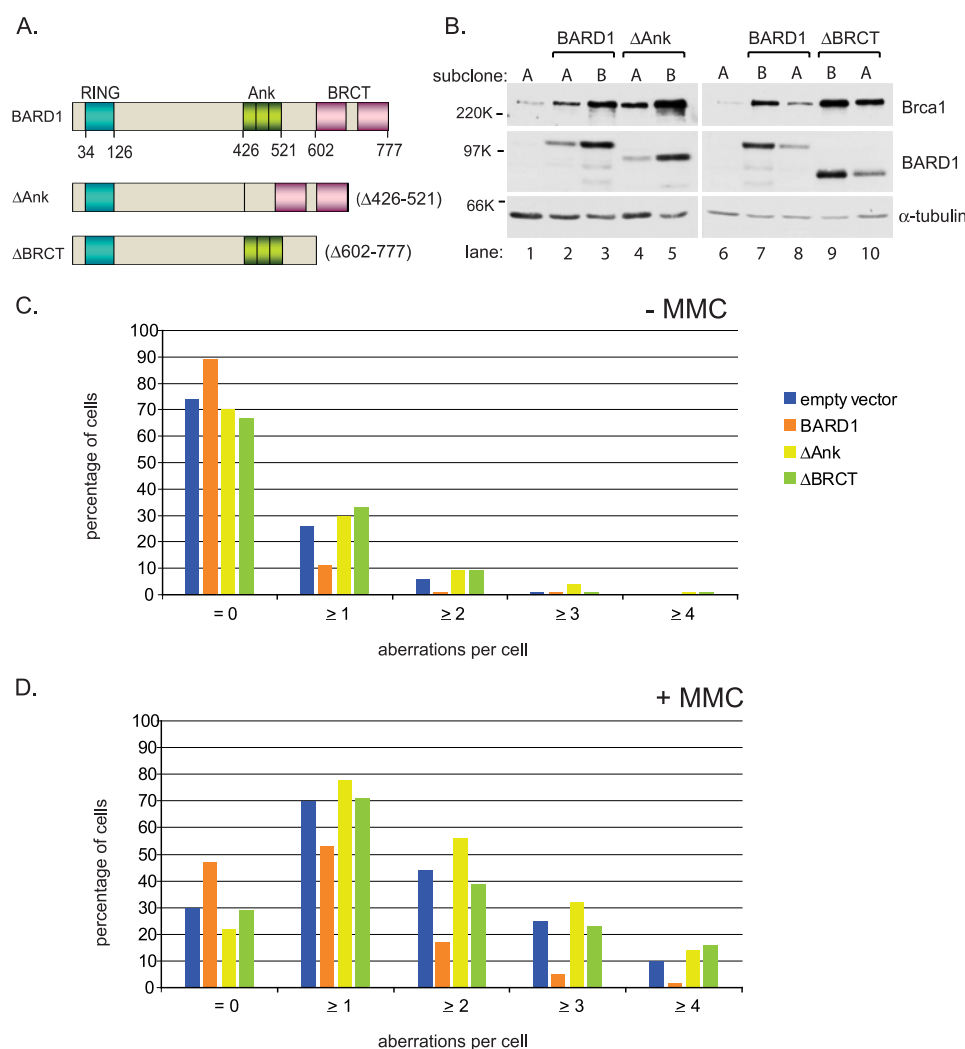 A.
RING Ank BRCT
BARD1
34 126 426 521 602 777
ΔAnk (Δ426-521)
ΔBRCT (Δ602-777)
B.
BARD1 ΔAnk BARD1 ΔBRCT
subclone: A A B A B A B A B A
220K Brca1
97K BARD1
66K α-tubulin
lane: 1 2 3 4 5 6 7 8 9 10
C.
- MMC
100
90
80
70
60
50
40
30
20
10
0
percentage of cells
= 0 ≥ 1 ≥ 2 ≥ 3 ≥ 4
aberrations per cell
empty vector
BARD1
ΔAnk
ΔBRCT
D.
+ MMC
100
90
80
70
60
50
40
30
20
10
0
percentage of cells
= 0 ≥ 1 ≥ 2 ≥ 3 ≥ 4
aberrations per cell